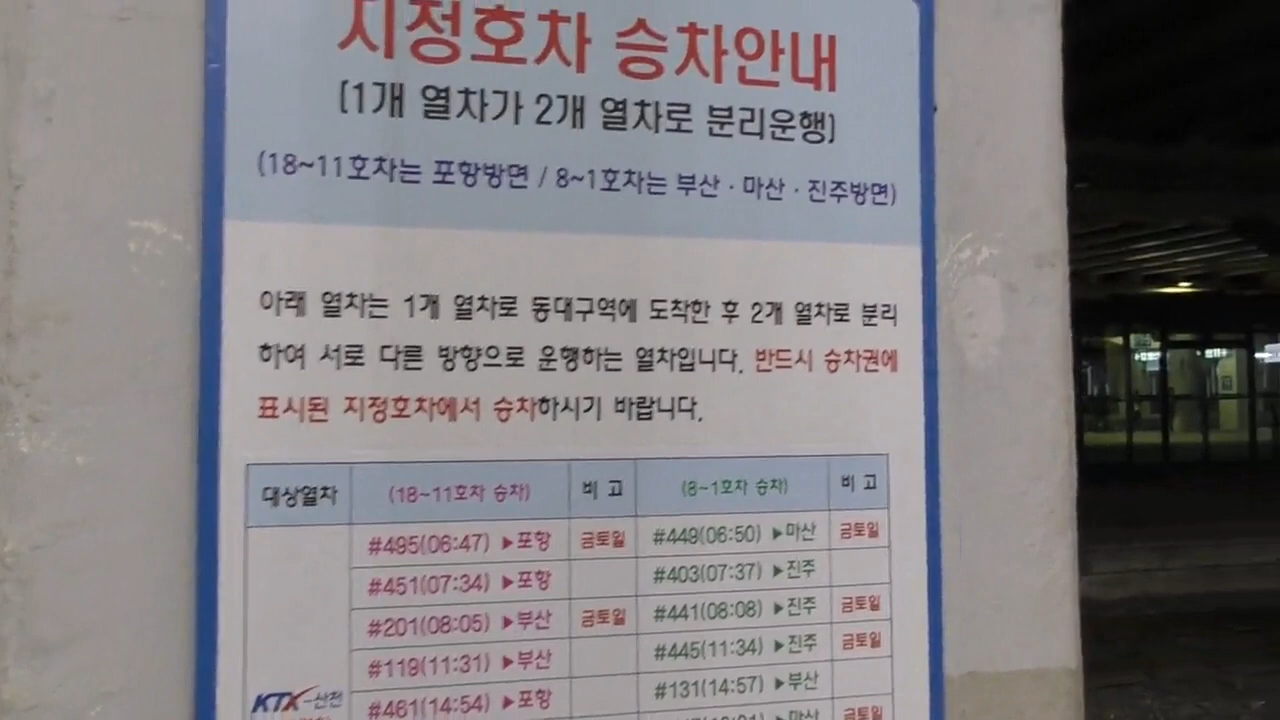 지정호차 승차안내
(1개 열차가 2개 열차로 분리운행)
(18~11호차는 포항방면 / 8~1호차는 부산 · 마산 · 진주방면)
아래 열차는 1개 열차로 동대구역에 도착한 후 2개 열차로 분리
하여 서로 다른 방향으로 운행하는 열차입니다. 반드시 승차권에
표시된 지정호차에서 승차하시기 바랍니다.
대상열차 (18~11호차 승차) 비 고 (8~1호차 승차) 비 고
#495(06:47) ▶포항 금토일 #449(06:50) ▶마산 금토일
#451(07:34) ▶포항 #403(07:37) ▶진주
#201(08:05) ▶부산 금토일 #441(08:08) ▶진주 금토일
#119(11:31) ▶부산 #445(11:34) ▶진주 금토일
KTX-산천 #461(14:54) ▶포항 #131(14:57) ▶부산
▶마산 금토일